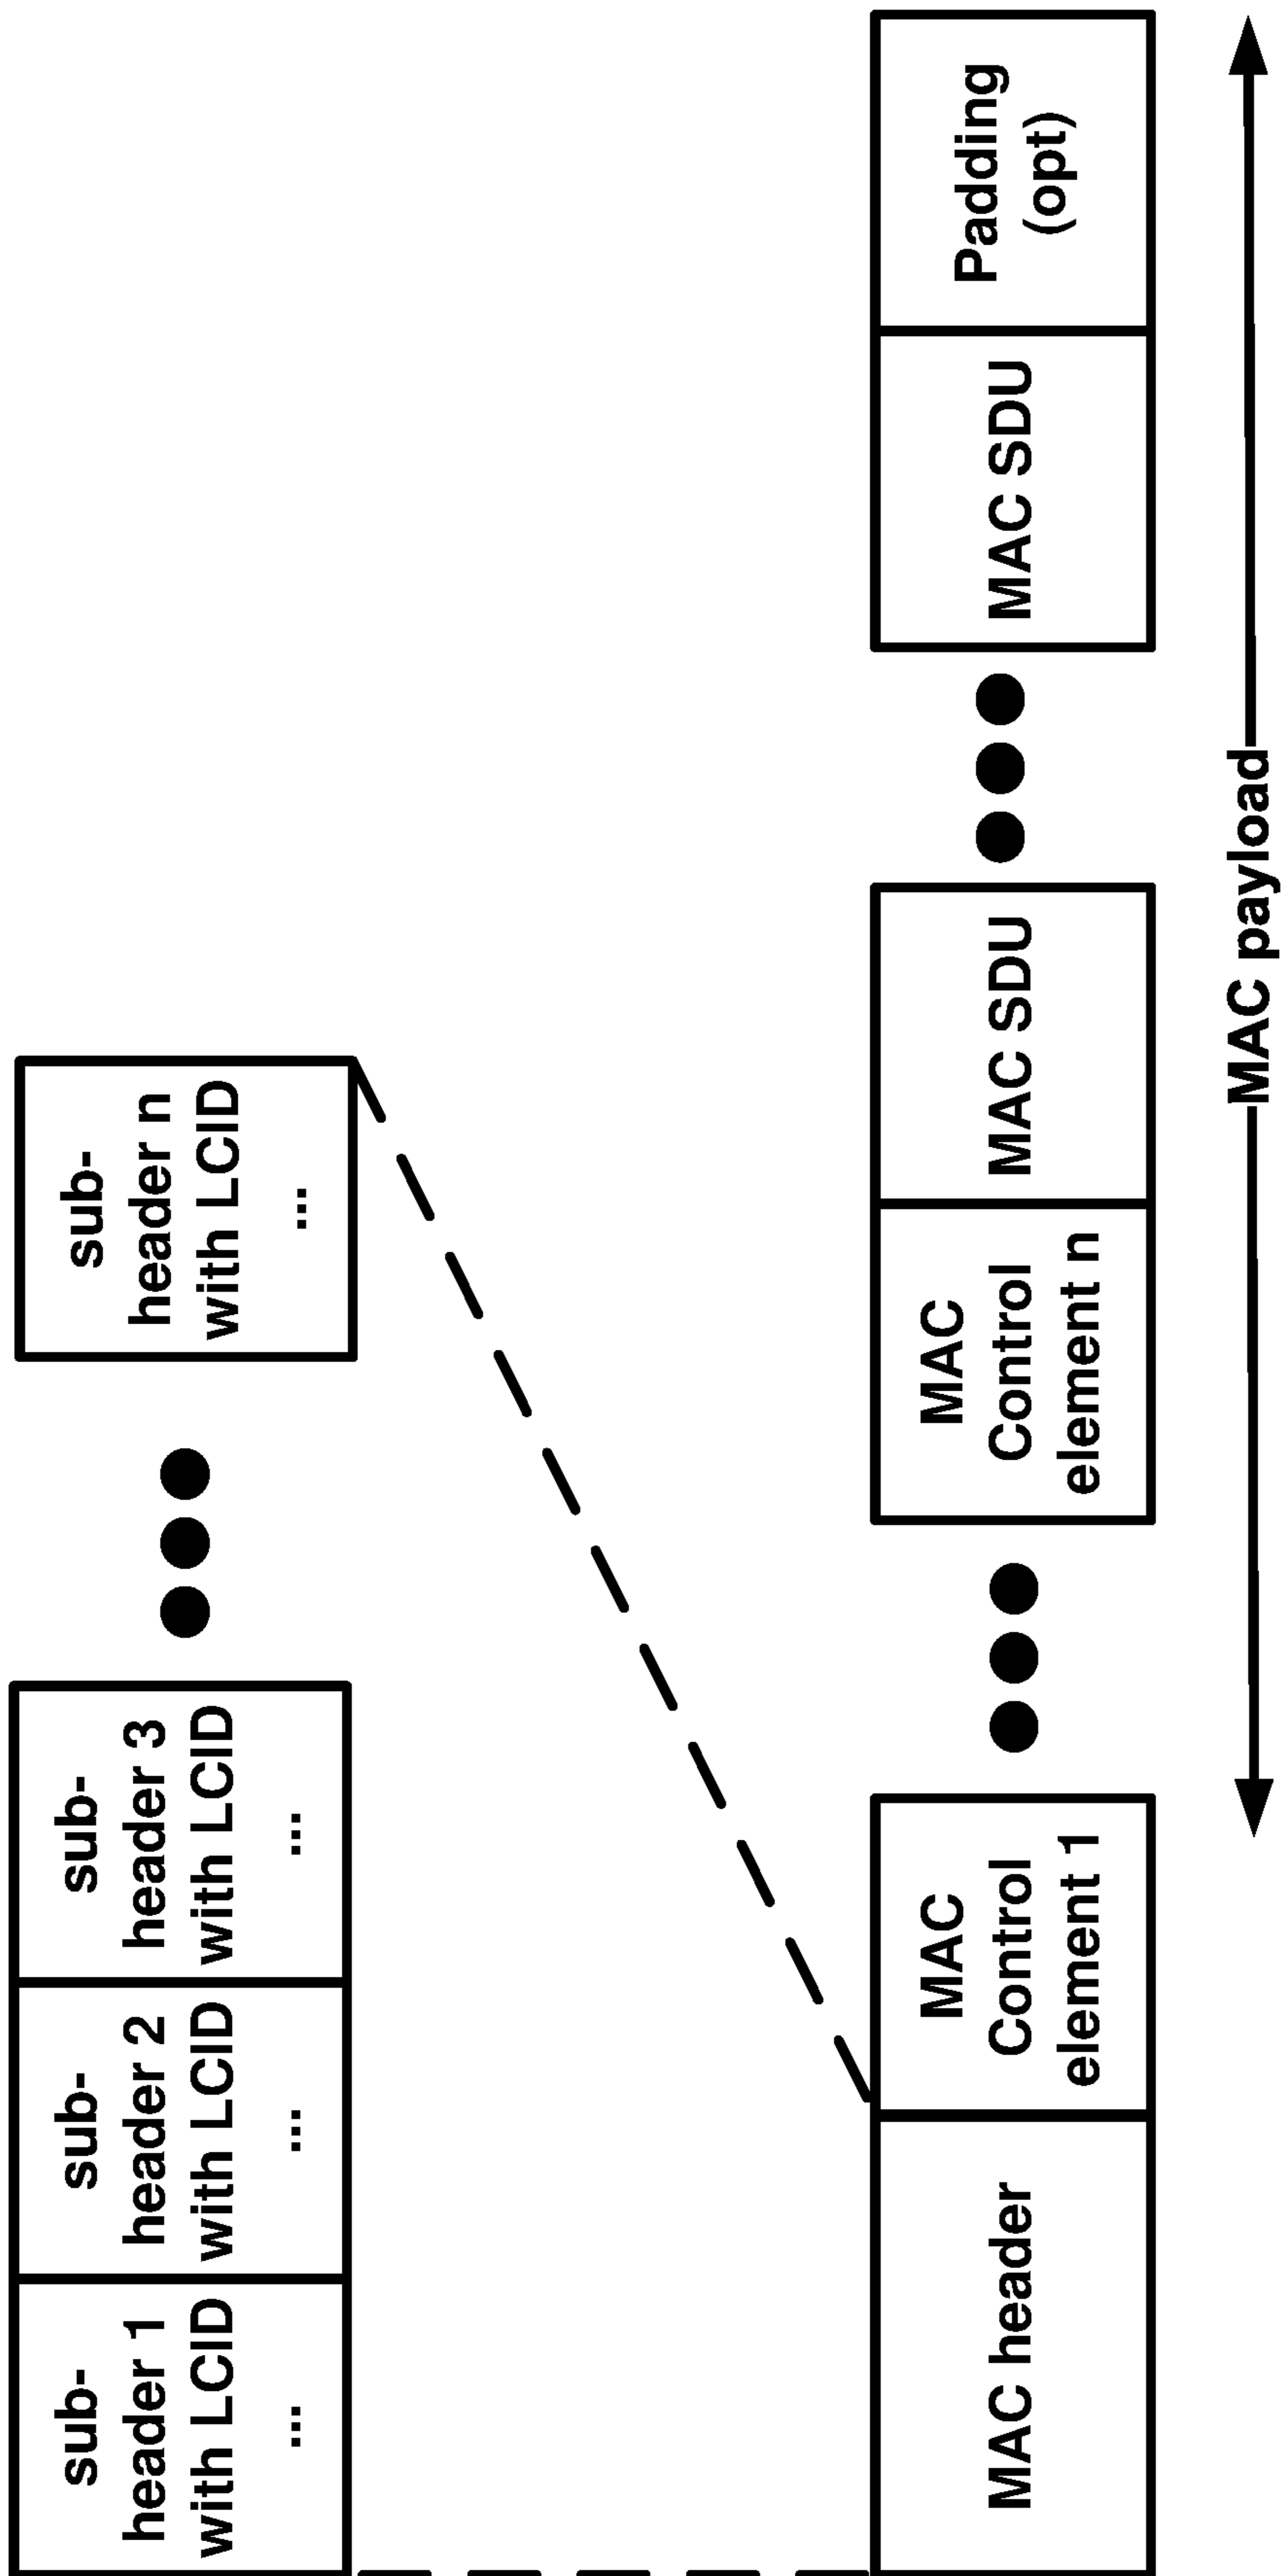 sub-
header 1
with LCID
...
sub-
header 2
with LCID
...
sub-
header 3
with LCID
...
sub-
header n
with LCID
...
MAC header
MAC
Control
element 1
MAC
Control
element n
MAC SDU
MAC SDU
Padding
(opt)
MAC payload